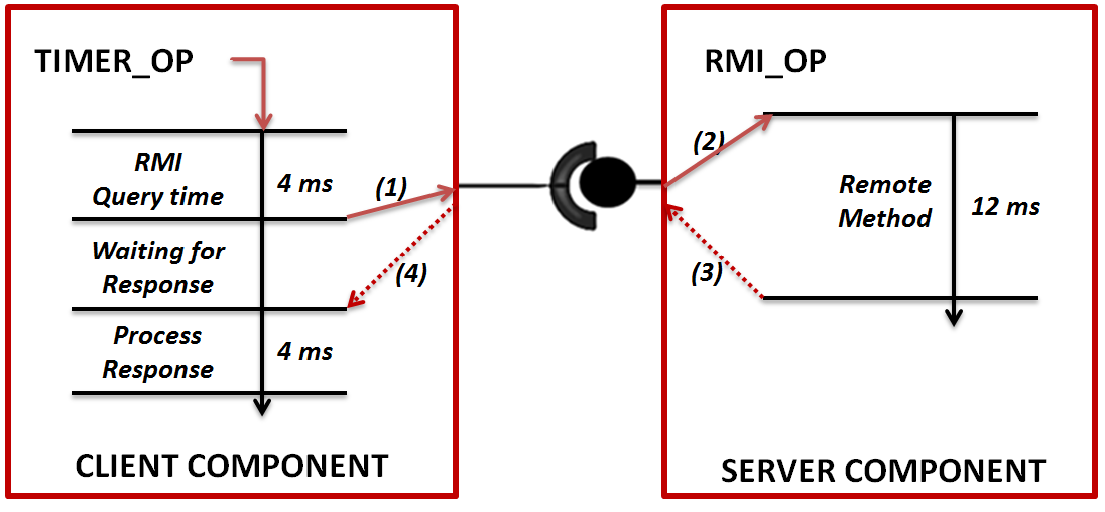 TIMER_OP
RMI
Query time
4 ms
(1)
Waiting for
Response
(4)
Process
Response
4 ms
CLIENT COMPONENT
RMI_OP
(2)
Remote
Method
12 ms
(3)
SERVER COMPONENT